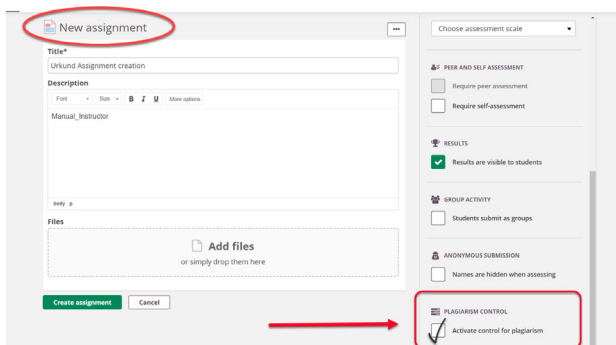 New assignment
Title*
Urkund Assignment creation
Description
Font Size B I U More options
Manual_Instructor
body p
Files
Add files
or simply drop them here
Create assignment Cancel
Choose assessment scale
PEER AND SELF ASSESSMENT
Require peer assessment
Require self-assessment
RESULTS
Results are visible to students
GROUP ACTIVITY
Students submit as groups
ANONYMOUS SUBMISSION
Names are hidden when assessing
PLAGIARISM CONTROL
Activate control for plagiarism